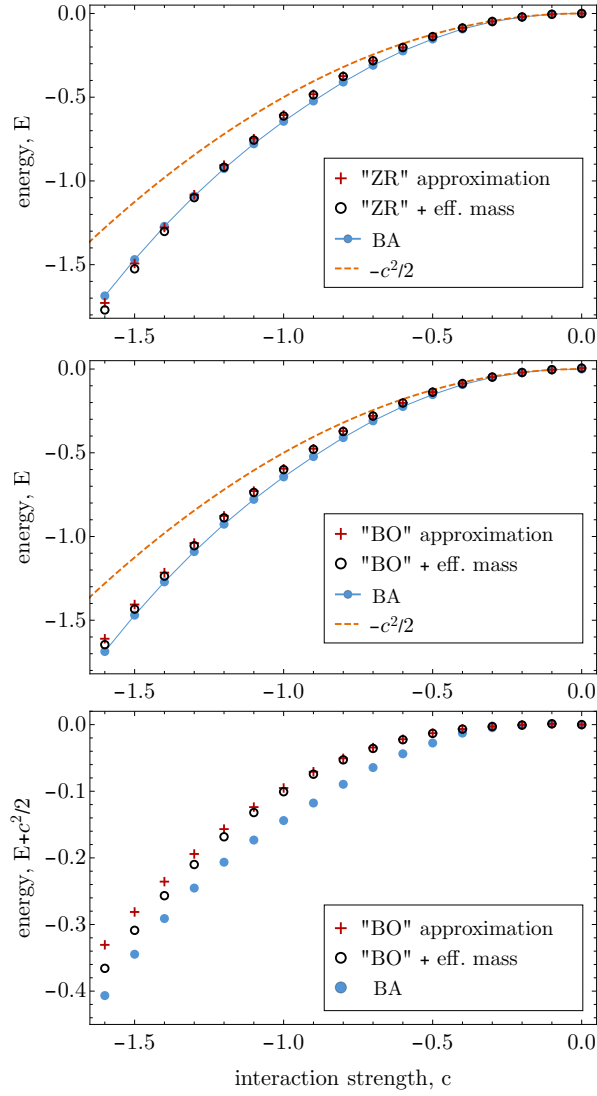 0.0
-0.5
-1.0
-1.5
energy, E
"ZR" approximation
"ZR" + eff. mass
BA
-c²/2
-1.5 -1.0 -0.5 0.0
0.0
-0.5
-1.0
-1.5
energy, E
"BO" approximation
"BO" + eff. mass
BA
-c²/2
-1.5 -1.0 -0.5 0.0
0.0
-0.1
-0.2
-0.3
-0.4
energy, E+c²/2
"BO" approximation
"BO" + eff. mass
BA
-1.5 -1.0 -0.5 0.0
interaction strength, c